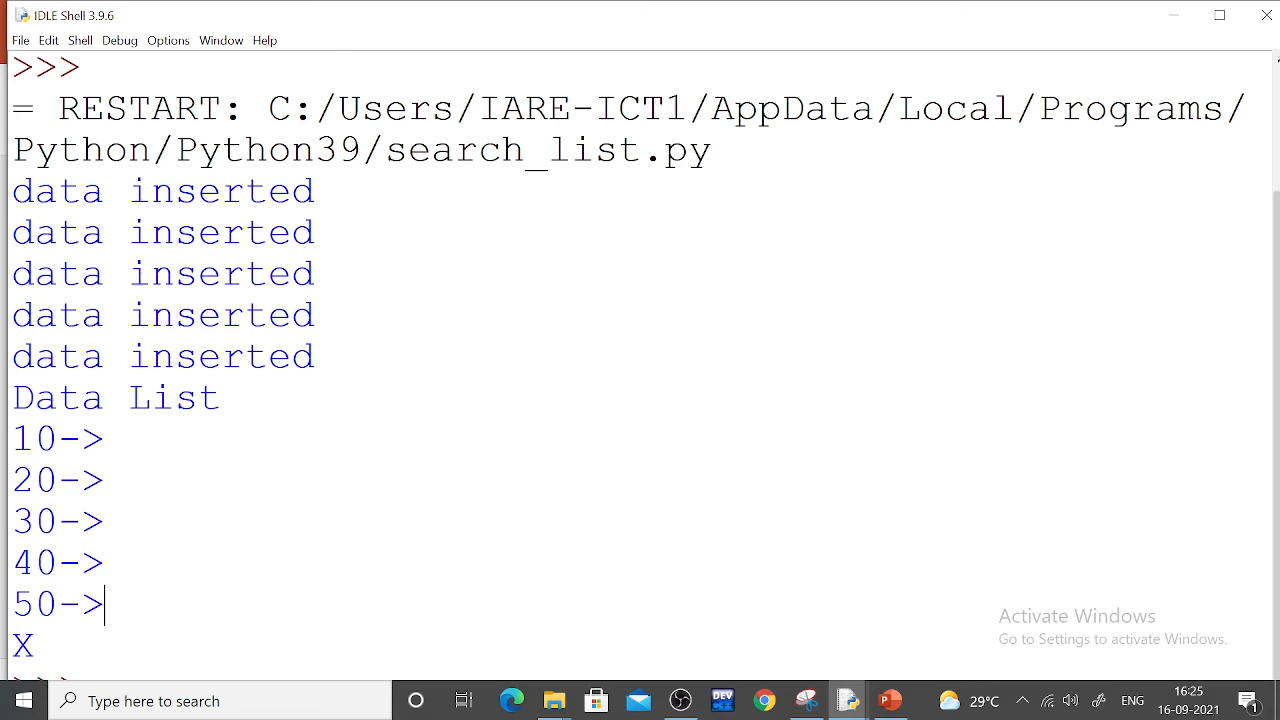 IDLE Shell 3.9.6
File Edit Shell Debug Options Window Help
>>>
= RESTART: C:/Users/IARE-ICT1/AppData/Local/Programs/
Python/Python39/search_list.py
data inserted
data inserted
data inserted
data inserted
data inserted
Data List
10->
20->
30->
40->
50->
X
>>>
Activate Windows
Go to Settings to activate Windows.
Type here to search
DEV C++
29°C
ENG
16:25
16-09-2021
1